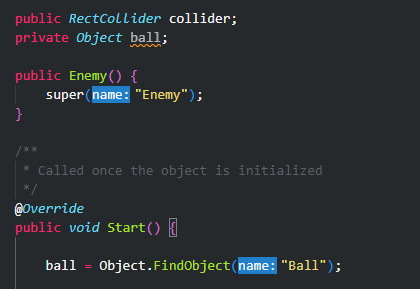 public RectCollider collider;
private Object ball;
public Enemy() {
super(name: "Enemy");
}
/**
* Called once the object is initialized
*/
@Override
public void Start() {
ball = Object.FindObject(name: "Ball");